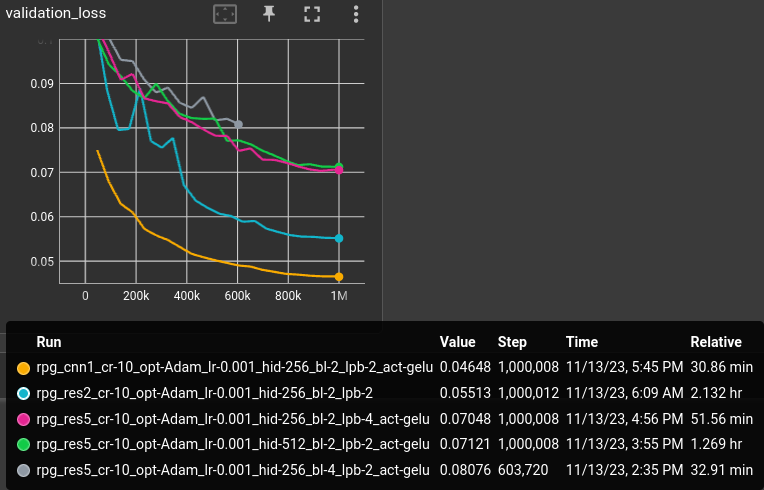 validation_loss
0.1
0.09
0.08
0.07
0.06
0.05
0 200k 400k 600k 800k 1M
Run Value Step Time Relative
rpg_cnn1_cr-10_opt-Adam_lr-0.001_hid-256_bl-2_lpb-2_act-gelu 0.04648 1,000,008 11/13/23, 5:45 PM 30.86 min
rpg_res2_cr-10_opt-Adam_lr-0.001_hid-256_bl-2_lpb-2 0.05513 1,000,012 11/13/23, 6:09 AM 2.132 hr
rpg_res5_cr-10_opt-Adam_lr-0.001_hid-256_bl-2_lpb-4_act-gelu 0.07048 1,000,008 11/13/23, 4:56 PM 51.56 min
rpg_res5_cr-10_opt-Adam_lr-0.001_hid-512_bl-2_lpb-2_act-gelu 0.07121 1,000,008 11/13/23, 3:55 PM 1.269 hr
rpg_res5_cr-10_opt-Adam_lr-0.001_hid-256_bl-4_lpb-2_act-gelu 0.08076 603,720 11/13/23, 2:35 PM 32.91 min